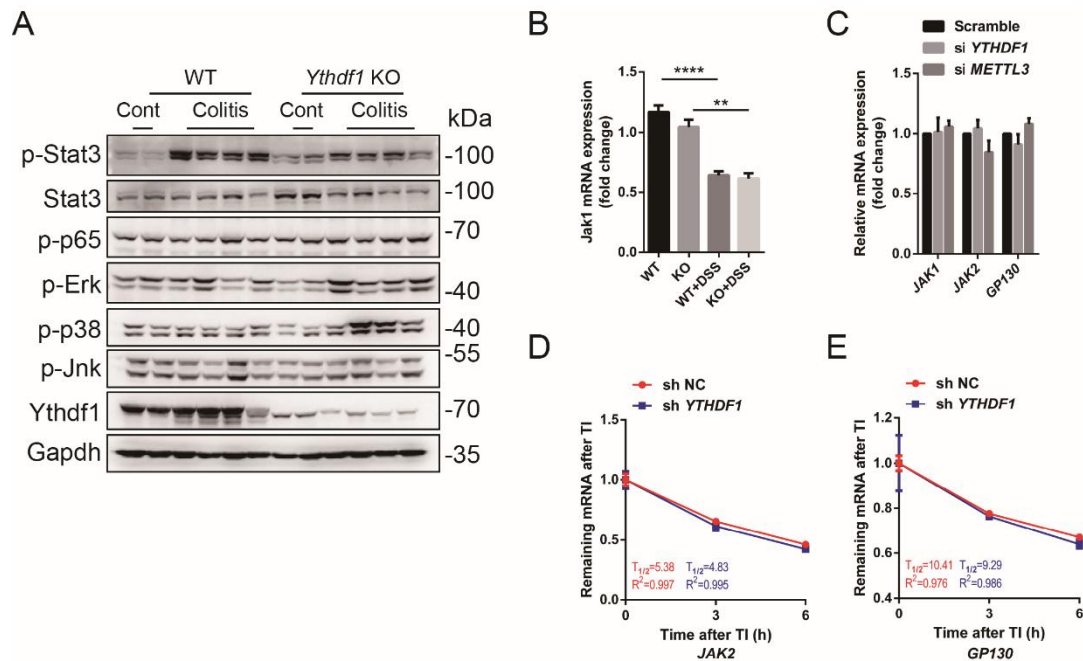 A
WT
Ythdf1 KO
Cont
Colitis
Cont
Colitis
kDa
p-Stat3
-100
Stat3
-100
p-p65
-70
p-Erk
-40
p-p38
-40
p-Jnk
-55
Ythdf1
-70
Gapdh
-35
B
Jak1 mRNA expression
(fold change)
1.5
1.0
0.5
0.0
****
**
WT
KO
WT+DSS
KO+DSS
C
Scramble
si YTHDF1
si METTL3
Relative mRNA expression
(fold change)
1.5
1.0
0.5
0.0
JAK1
JAK2
GP130
D
sh NC
sh YTHDF1
Remaining mRNA after TI
1.5
1.0
0.5
0.0
T1/2=5.38 T1/2=4.83
R2=0.997 R2=0.995
0
3
6
Time after TI (h)
JAK2
E
sh NC
sh YTHDF1
Remaining mRNA after TI
1.2
1.0
0.8
0.6
0.4
T1/2=10.41 T1/2=9.29
R2=0.976 R2=0.986
0
3
6
Time after TI (h)
GP130